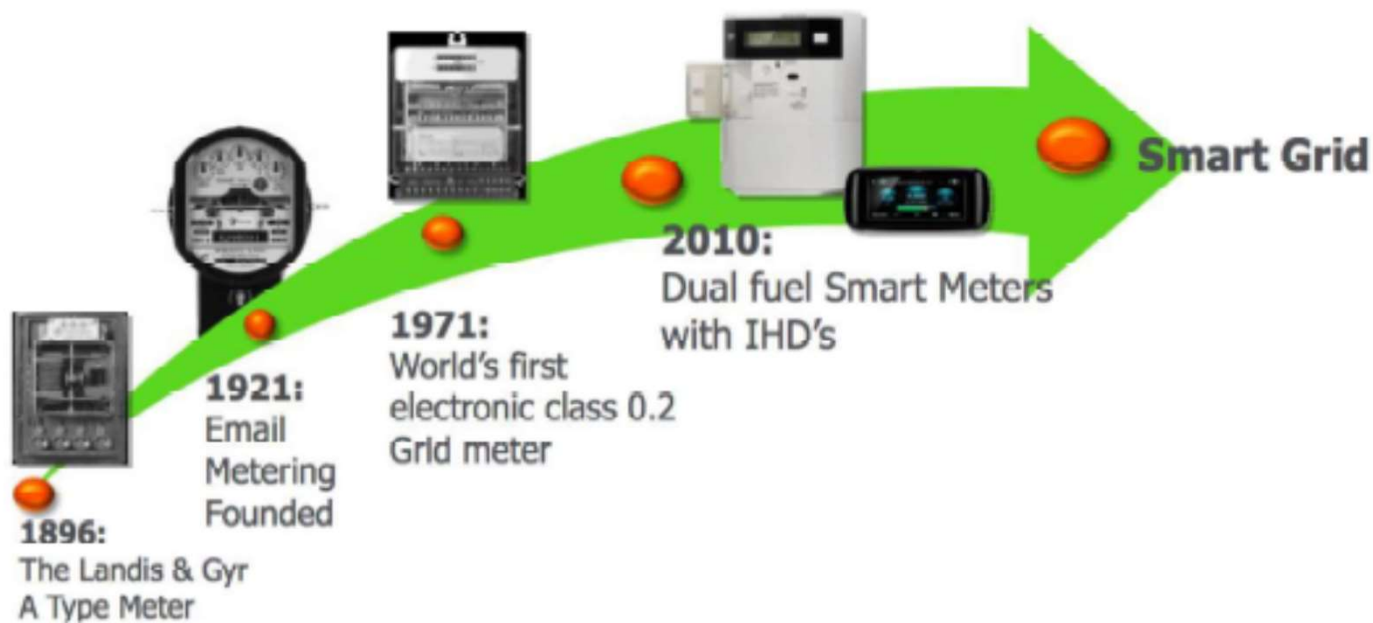 Smart Grid
2010:
Dual fuel Smart Meters
with IHD's
1971:
World's first
electronic class 0.2
Grid meter
1921:
Email
Metering
Founded
1896:
The Landis & Gyr
A Type Meter